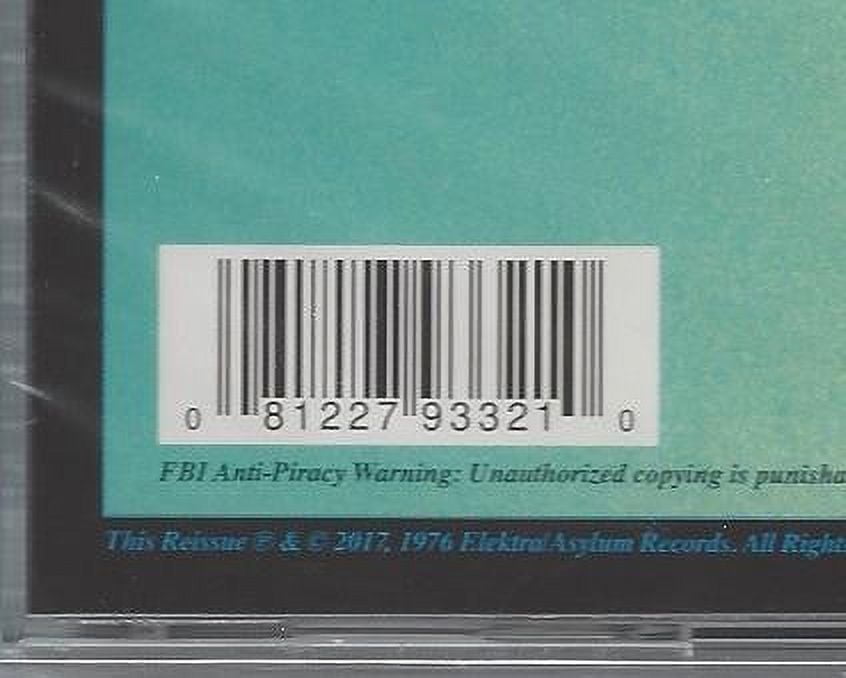 0 81227 93321 0
FBI Anti-Piracy Warning: Unauthorized copying is punisha
This Reissue ℗ & © 2017, 1976 Elektra/Asylum Records. All Right